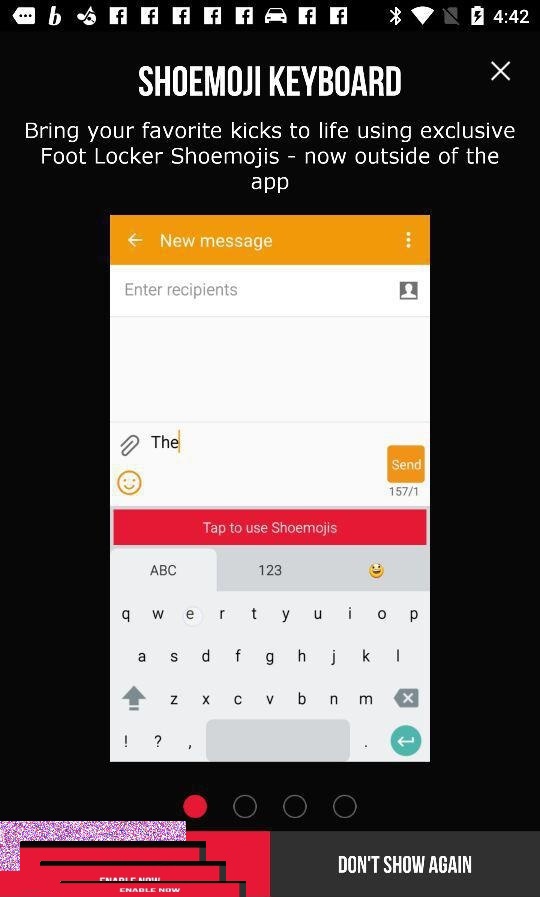 4:42
SHOEMOJI KEYBOARD
Bring your favorite kicks to life using exclusive
Foot Locker Shoemojis - now outside of the
app
New message
Enter recipients
The
Send
157/1
Tap to use Shoemojis
ABC 123
q w e r t y u i o p
a s d f g h j k l
z x c v b n m
! ? , .
ENABLE NOW
DON'T SHOW AGAIN